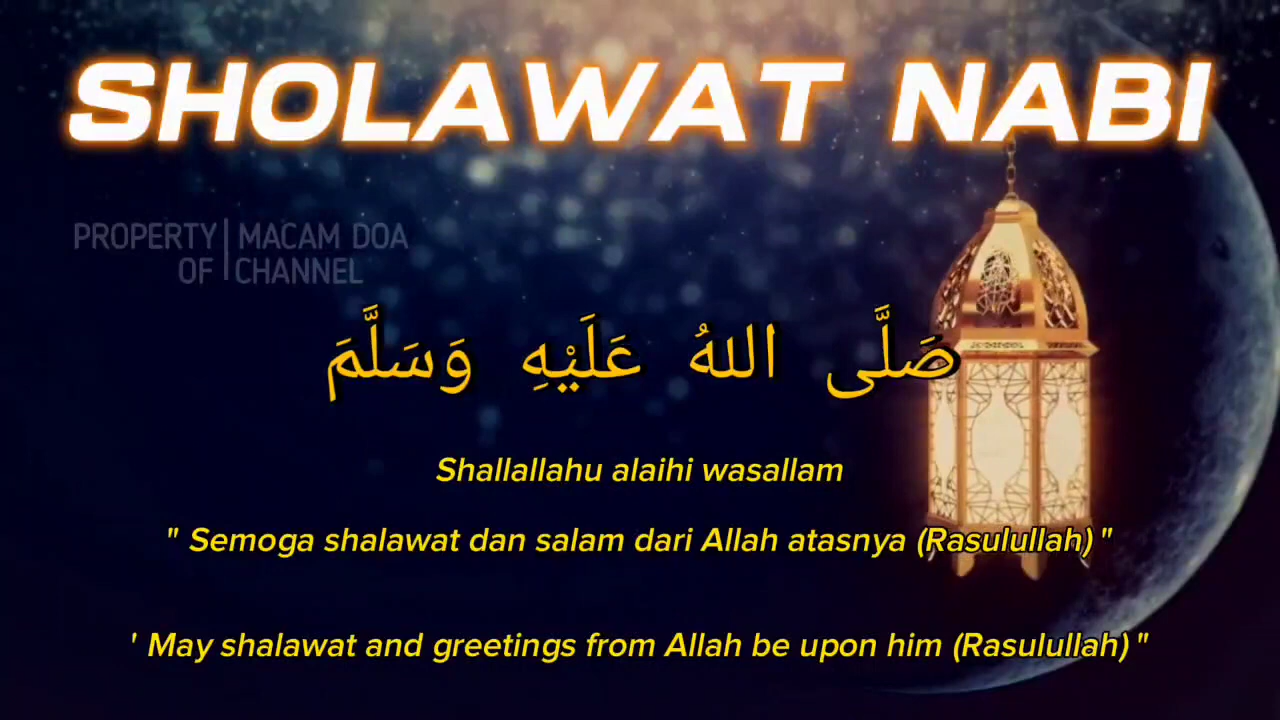 SHOLAWAT NABI
PROPERTY OF | MACAM DOA CHANNEL
صَلَّى اللهُ عَلَيْهِ وَسَلَّمَ
Shallallahu alaihi wasallam
" Semoga shalawat dan salam dari Allah atasnya (Rasulullah) "
' May shalawat and greetings from Allah be upon him (Rasulullah) "